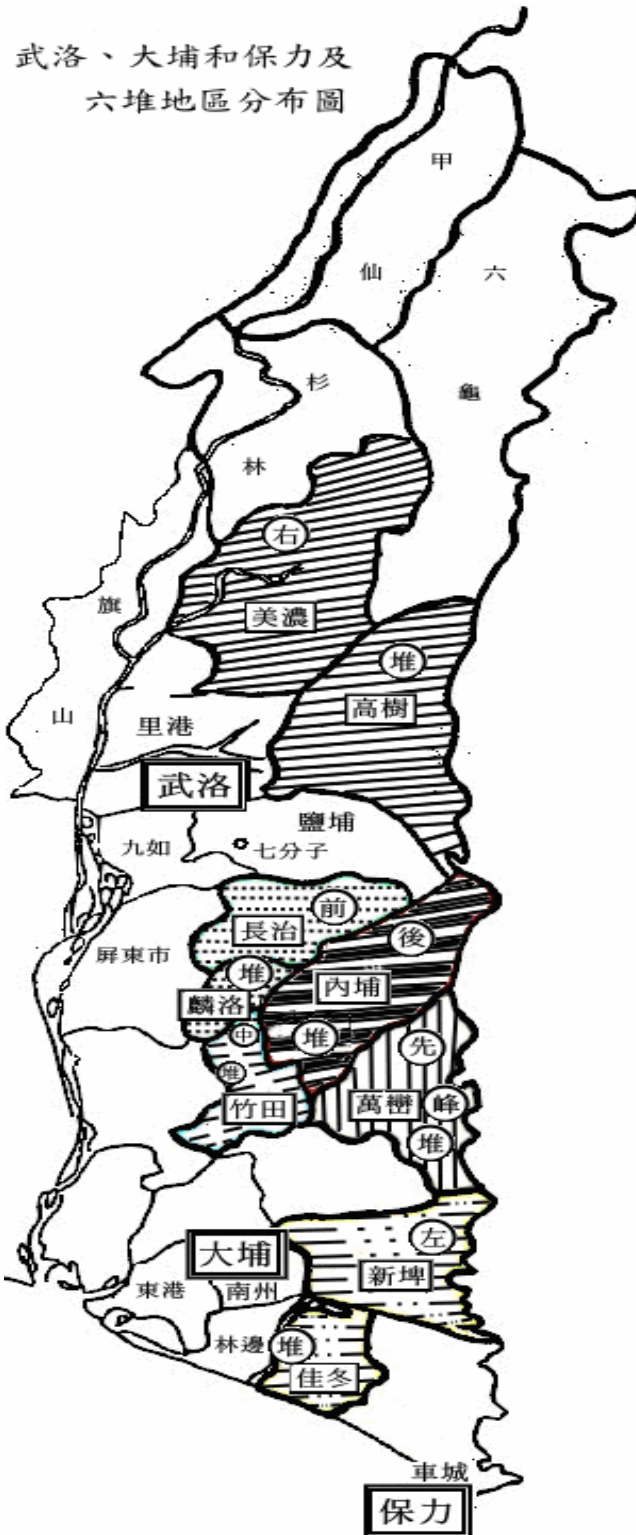 武洛、大埔和保力及
六堆地區分布圖
甲
仙
六
龜
杉
林
右
美濃
旗
山
堆
高樹
里港
武洛
鹽埔
九如
七分子
前
長治
後
屏東市
堆
內埔
麟洛
中
堆
先
堆
竹田
萬巒
峰
堆
左
大埔
新埤
東港
南州
林邊
堆
佳冬
車城
保力